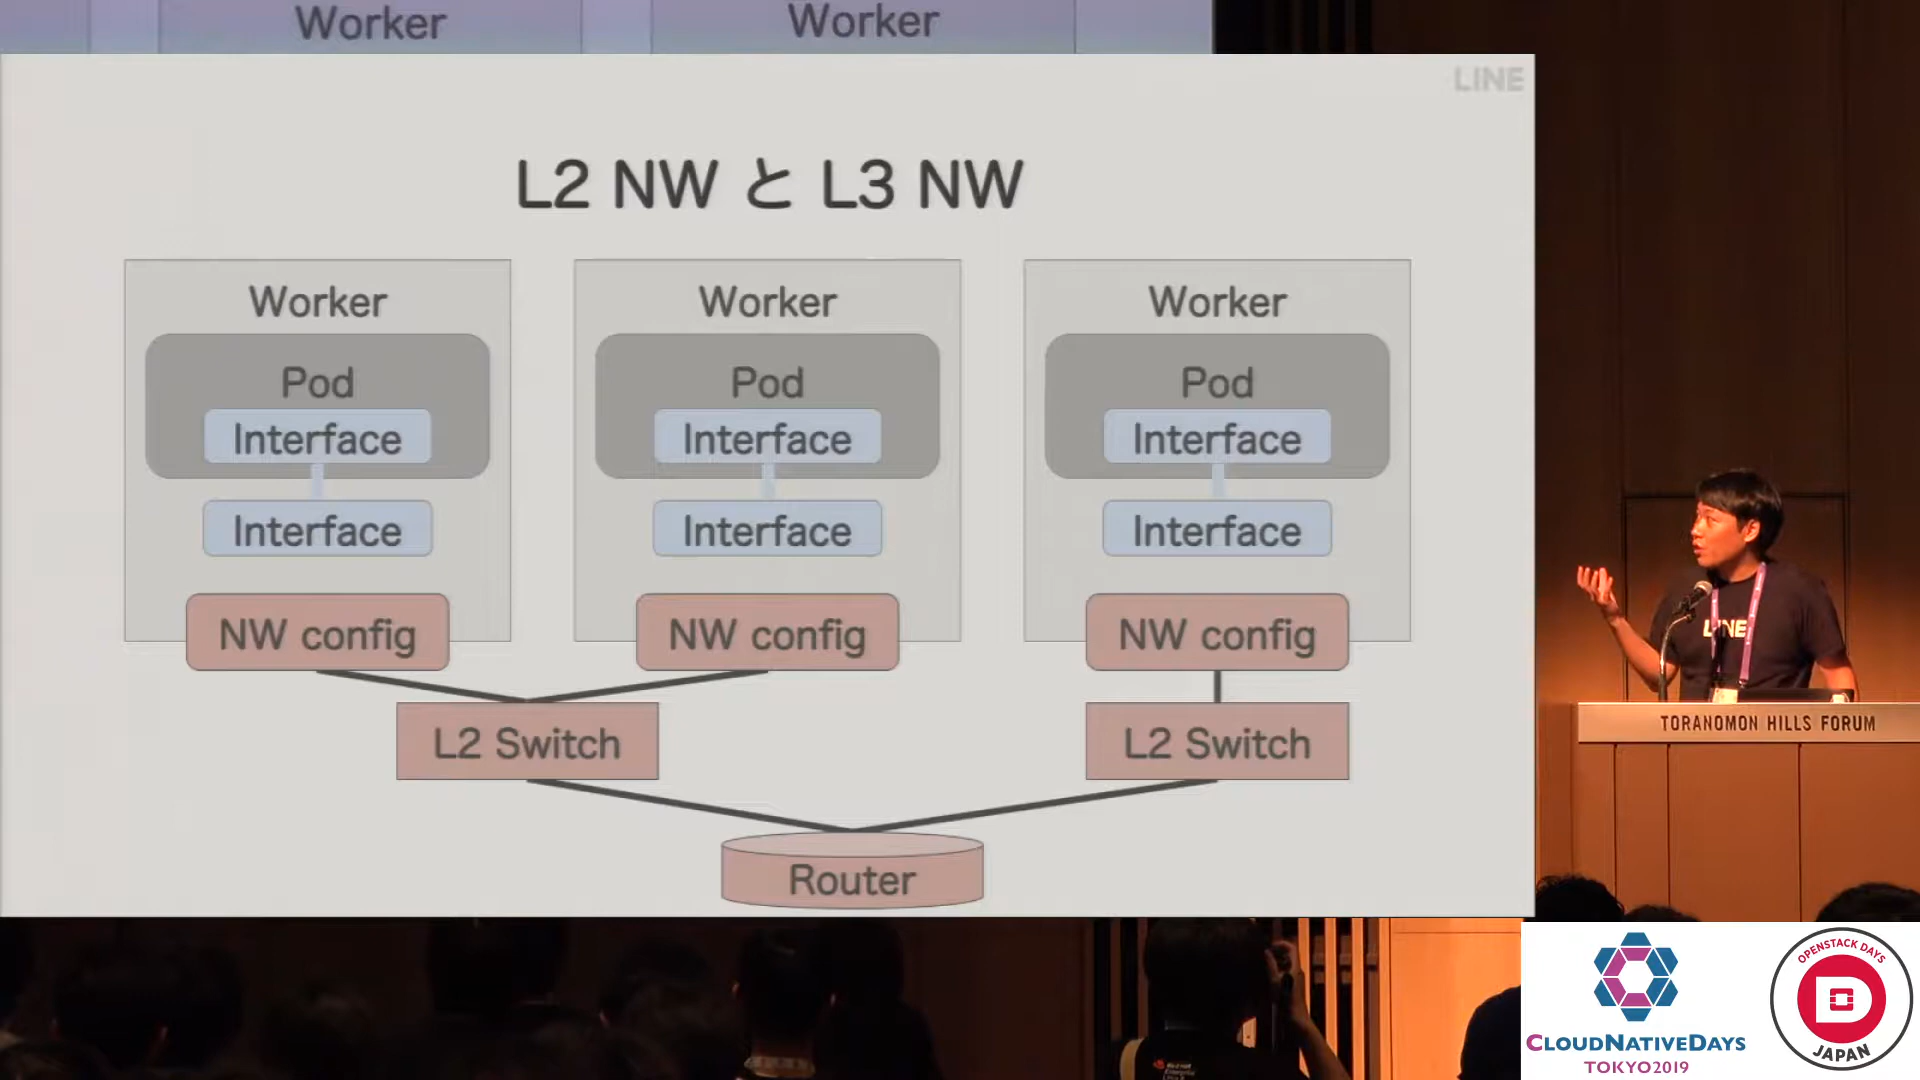 Worker Worker
LINE
L2 NW と L3 NW
Worker Worker Worker
Pod Pod Pod
Interface Interface Interface
Interface Interface Interface
NW config NW config NW config
L2 Switch L2 Switch
Router
LINE
TORANOMON HILLS FORUM
CLOUDNATIVEDAYS
TOKYO2019
OPENSTACK DAYS
JAPAN